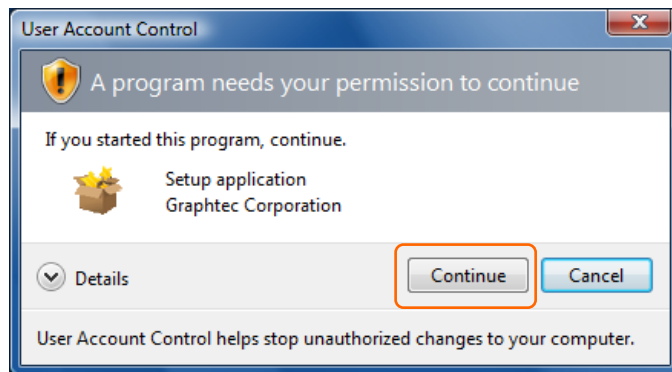 User Account Control
A program needs your permission to continue
If you started this program, continue.
Setup application
Graphtec Corporation
Details
Continue
Cancel
User Account Control helps stop unauthorized changes to your computer.